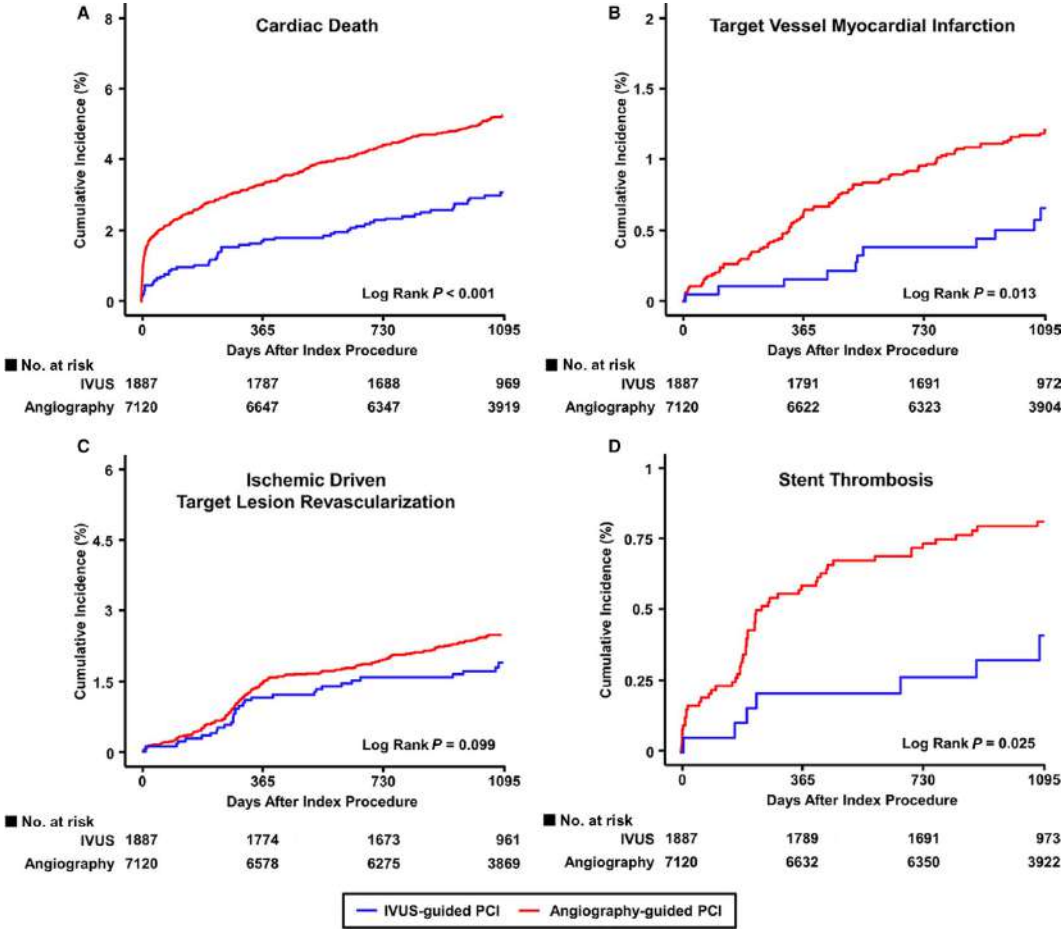 A
Cardiac Death
Cumulative Incidence (%)
8
6
4
2
0
Log Rank P < 0.001
0 365 730 1095
Days After Index Procedure
No. at risk
IVUS 1887 1787 1688 969
Angiography 7120 6647 6347 3919
B
Target Vessel Myocardial Infarction
Cumulative Incidence (%)
2
1.5
1
0.5
0
Log Rank P = 0.013
0 365 730 1095
Days After Index Procedure
No. at risk
IVUS 1887 1791 1691 972
Angiography 7120 6622 6323 3904
C
Ischemic Driven
Target Lesion Revascularization
Cumulative Incidence (%)
6
4.5
3
1.5
0
Log Rank P = 0.099
0 365 730 1095
Days After Index Procedure
No. at risk
IVUS 1887 1774 1673 961
Angiography 7120 6578 6275 3869
D
Stent Thrombosis
Cumulative Incidence (%)
1
0.75
0.5
0.25
0
Log Rank P = 0.025
0 365 730 1095
Days After Index Procedure
No. at risk
IVUS 1887 1789 1691 973
Angiography 7120 6632 6350 3922
IVUS-guided PCI Angiography-guided PCI